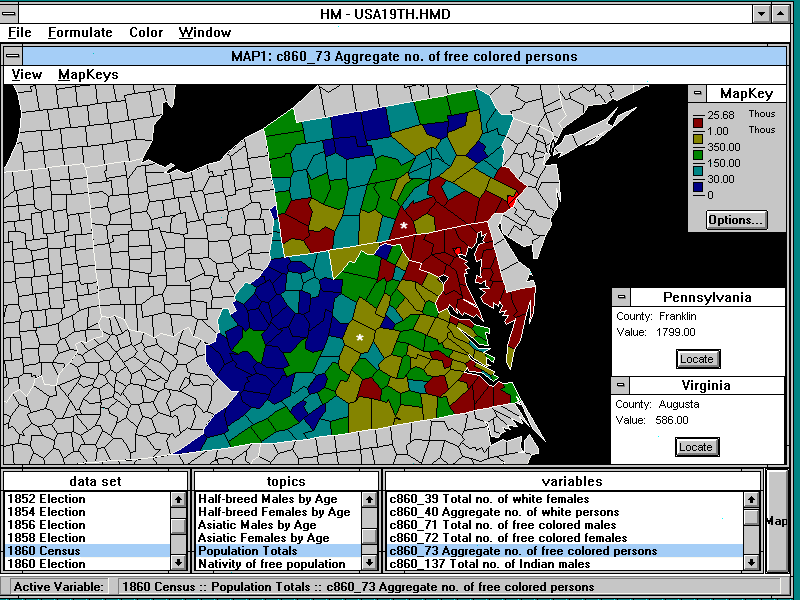 HM - USA19TH.HMD
File Formulate Color Window
MAP1: c860_73 Aggregate no. of free colored persons
View MapKeys
MapKey
25.68 Thous
1.00 Thous
350.00
150.00
30.00
0
Options...
Pennsylvania
County: Franklin
Value: 1799.00
Locate
Virginia
County: Augusta
Value: 586.00
Locate
data set
1852 Election
1854 Election
1856 Election
1858 Election
1860 Census
1860 Election
topics
Half-breed Males by Age
Half-breed Females by Age
Asiatic Males by Age
Asiatic Females by Age
Population Totals
Nativity of free population
variables
c860_39 Total no. of white females
c860_40 Aggregate no. of white persons
c860_71 Total no. of free colored males
c860_72 Total no. of free colored females
c860_73 Aggregate no. of free colored persons
c860_137 Total no. of Indian males
Map
Active Variable: 1860 Census :: Population Totals :: c860_73 Aggregate no. of free colored persons